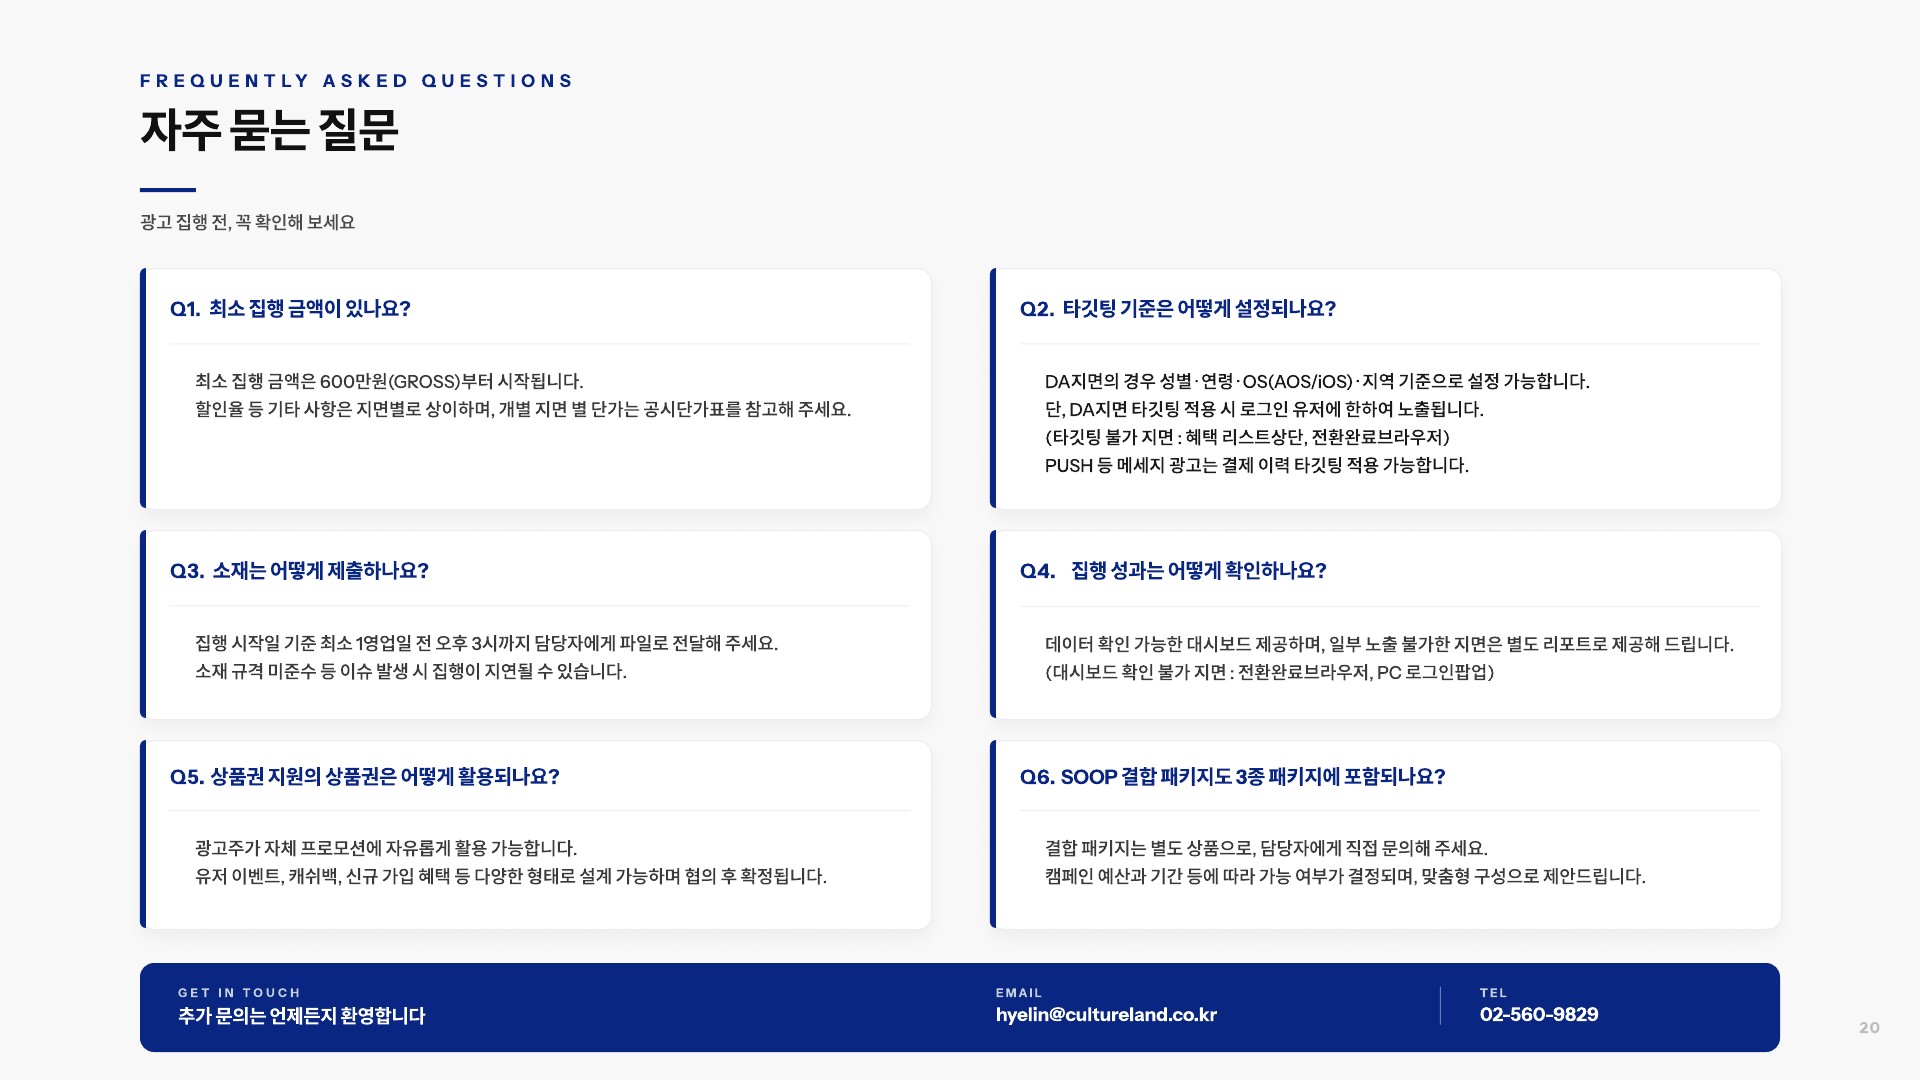 FREQUENTLY ASKED QUESTIONS
자주 묻는 질문
광고 집행 전, 꼭 확인해 보세요
Q1. 최소 집행 금액이 있나요?
최소 집행 금액은 600만원(GROSS)부터 시작됩니다.
할인율 등 기타 사항은 지면별로 상이하며, 개별 지면 별 단가는 공시단가표를 참고해 주세요.
Q2. 타깃팅 기준은 어떻게 설정되나요?
DA지면의 경우 성별·연령·OS(AOS/iOS)·지역 기준으로 설정 가능합니다.
단, DA지면 타깃팅 적용 시 로그인 유저에 한하여 노출됩니다.
(타깃팅 불가 지면 : 혜택 리스트상단, 전환완료브라우저)
PUSH 등 메세지 광고는 결제 이력 타깃팅 적용 가능합니다.
Q3. 소재는 어떻게 제출하나요?
집행 시작일 기준 최소 1영업일 전 오후 3시까지 담당자에게 파일로 전달해 주세요.
소재 규격 미준수 등 이슈 발생 시 집행이 지연될 수 있습니다.
Q4. 집행 성과는 어떻게 확인하나요?
데이터 확인 가능한 대시보드 제공하며, 일부 노출 불가한 지면은 별도 리포트로 제공해 드립니다.
(대시보드 확인 불가 지면 : 전환완료브라우저, PC 로그인팝업)
Q5. 상품권 지원의 상품권은 어떻게 활용되나요?
광고주가 자체 프로모션에 자유롭게 활용 가능합니다.
유저 이벤트, 캐쉬백, 신규 가입 혜택 등 다양한 형태로 설계 가능하며 협의 후 확정됩니다.
Q6. SOOP 결합 패키지도 3종 패키지에 포함되나요?
결합 패키지는 별도 상품으로, 담당자에게 직접 문의해 주세요.
캠페인 예산과 기간 등에 따라 가능 여부가 결정되며, 맞춤형 구성으로 제안드립니다.
GET IN TOUCH
추가 문의는 언제든지 환영합니다
EMAIL
hyelin@cultureland.co.kr
TEL
02-560-9829
20